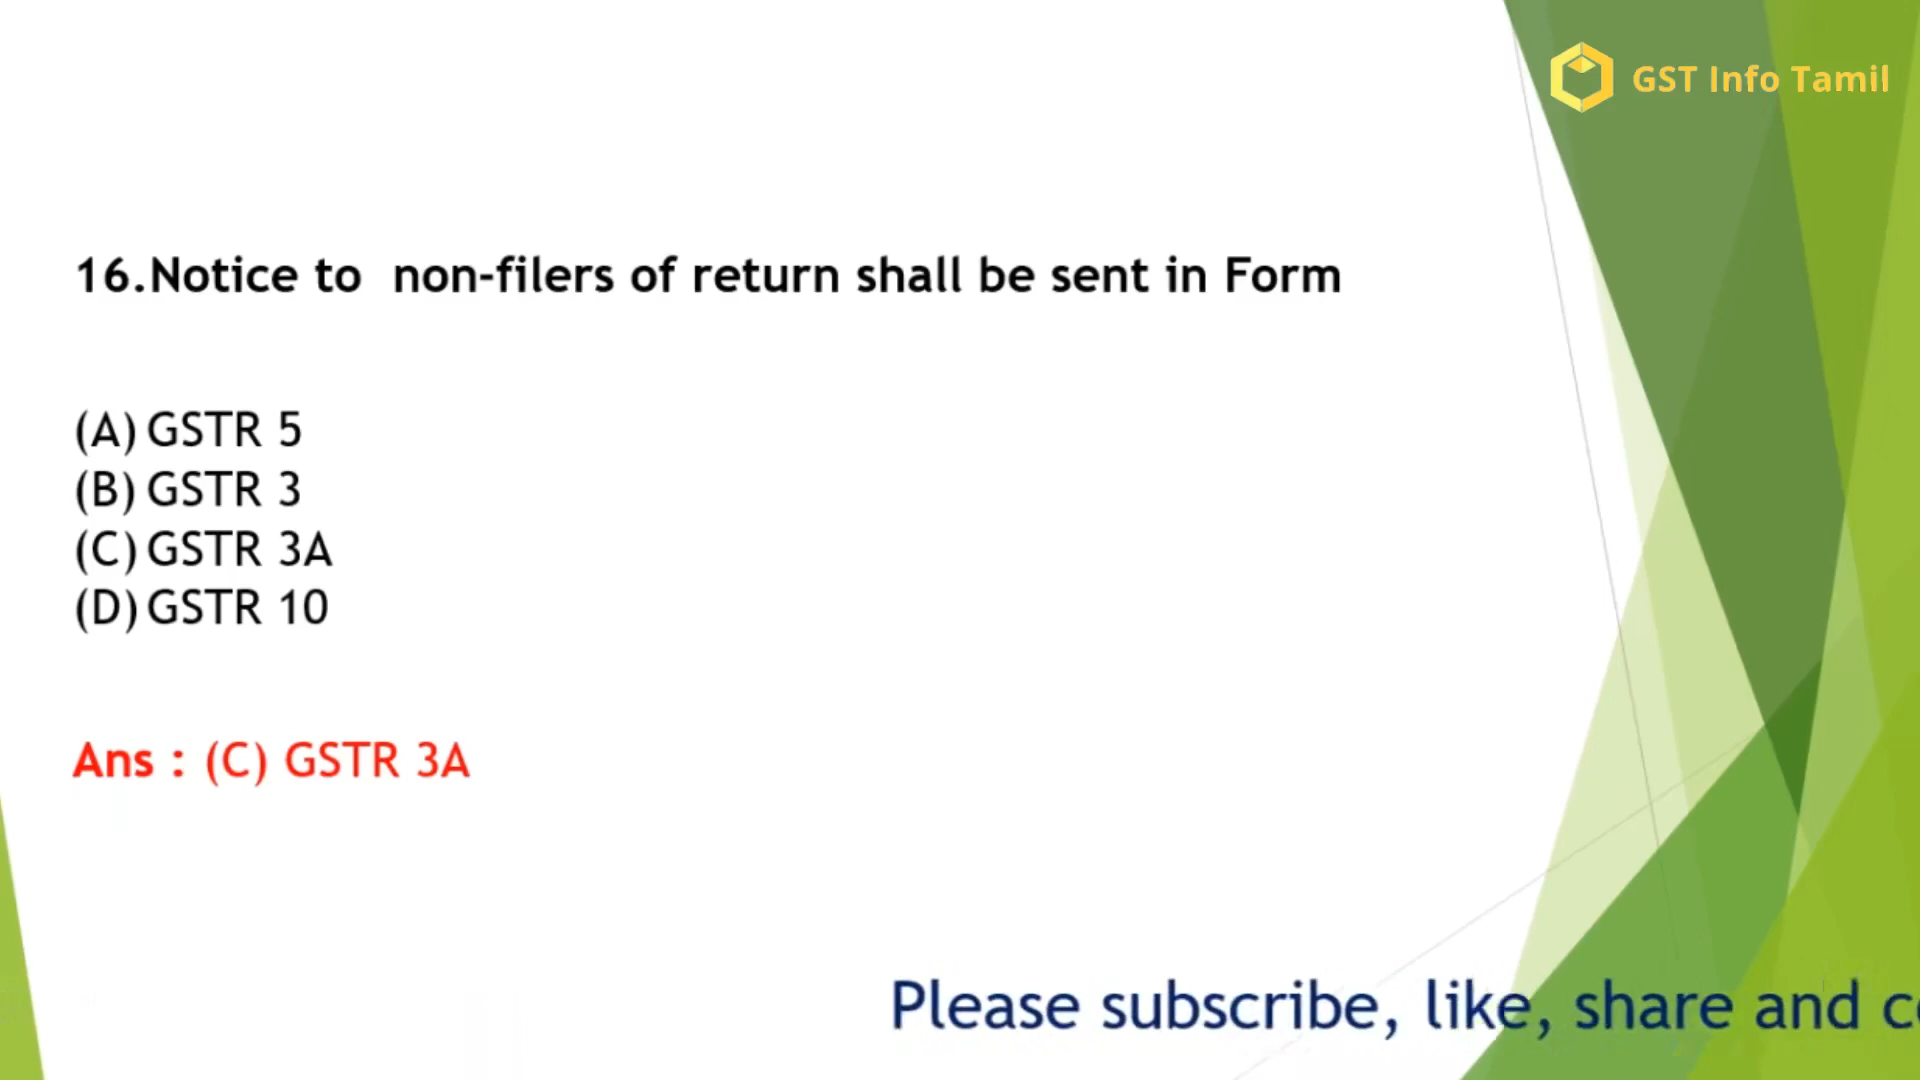 GST Info Tamil
16.Notice to  non-filers of return shall be sent in Form
(A) GSTR 5
(B) GSTR 3
(C) GSTR 3A
(D) GSTR 10
Ans : (C) GSTR 3A
Please subscribe, like, share and